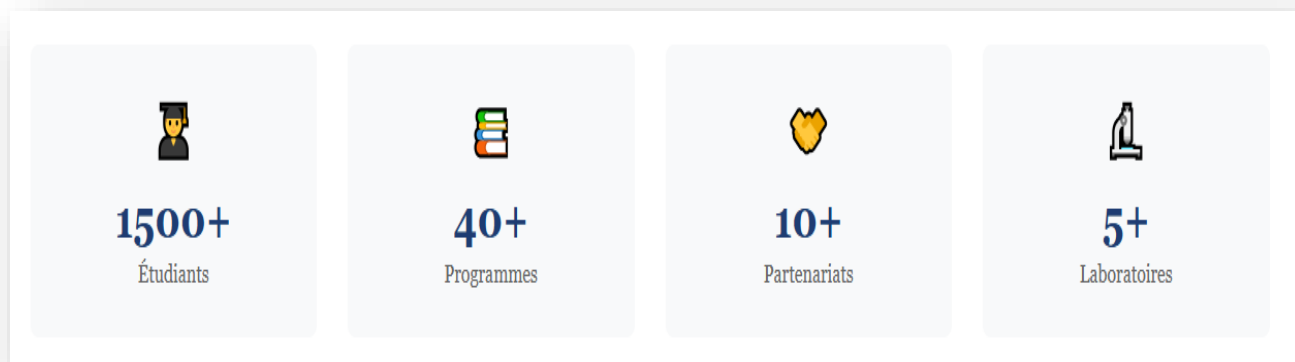 1500+
Étudiants
40+
Programmes
10+
Partenariats
5+
Laboratoires